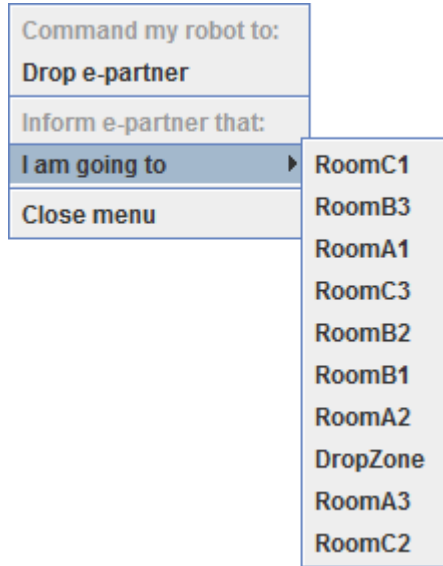 Command my robot to:
Drop e-partner
Inform e-partner that:
I am going to
Close menu
RoomC1
RoomB3
RoomA1
RoomC3
RoomB2
RoomB1
RoomA2
DropZone
RoomA3
RoomC2